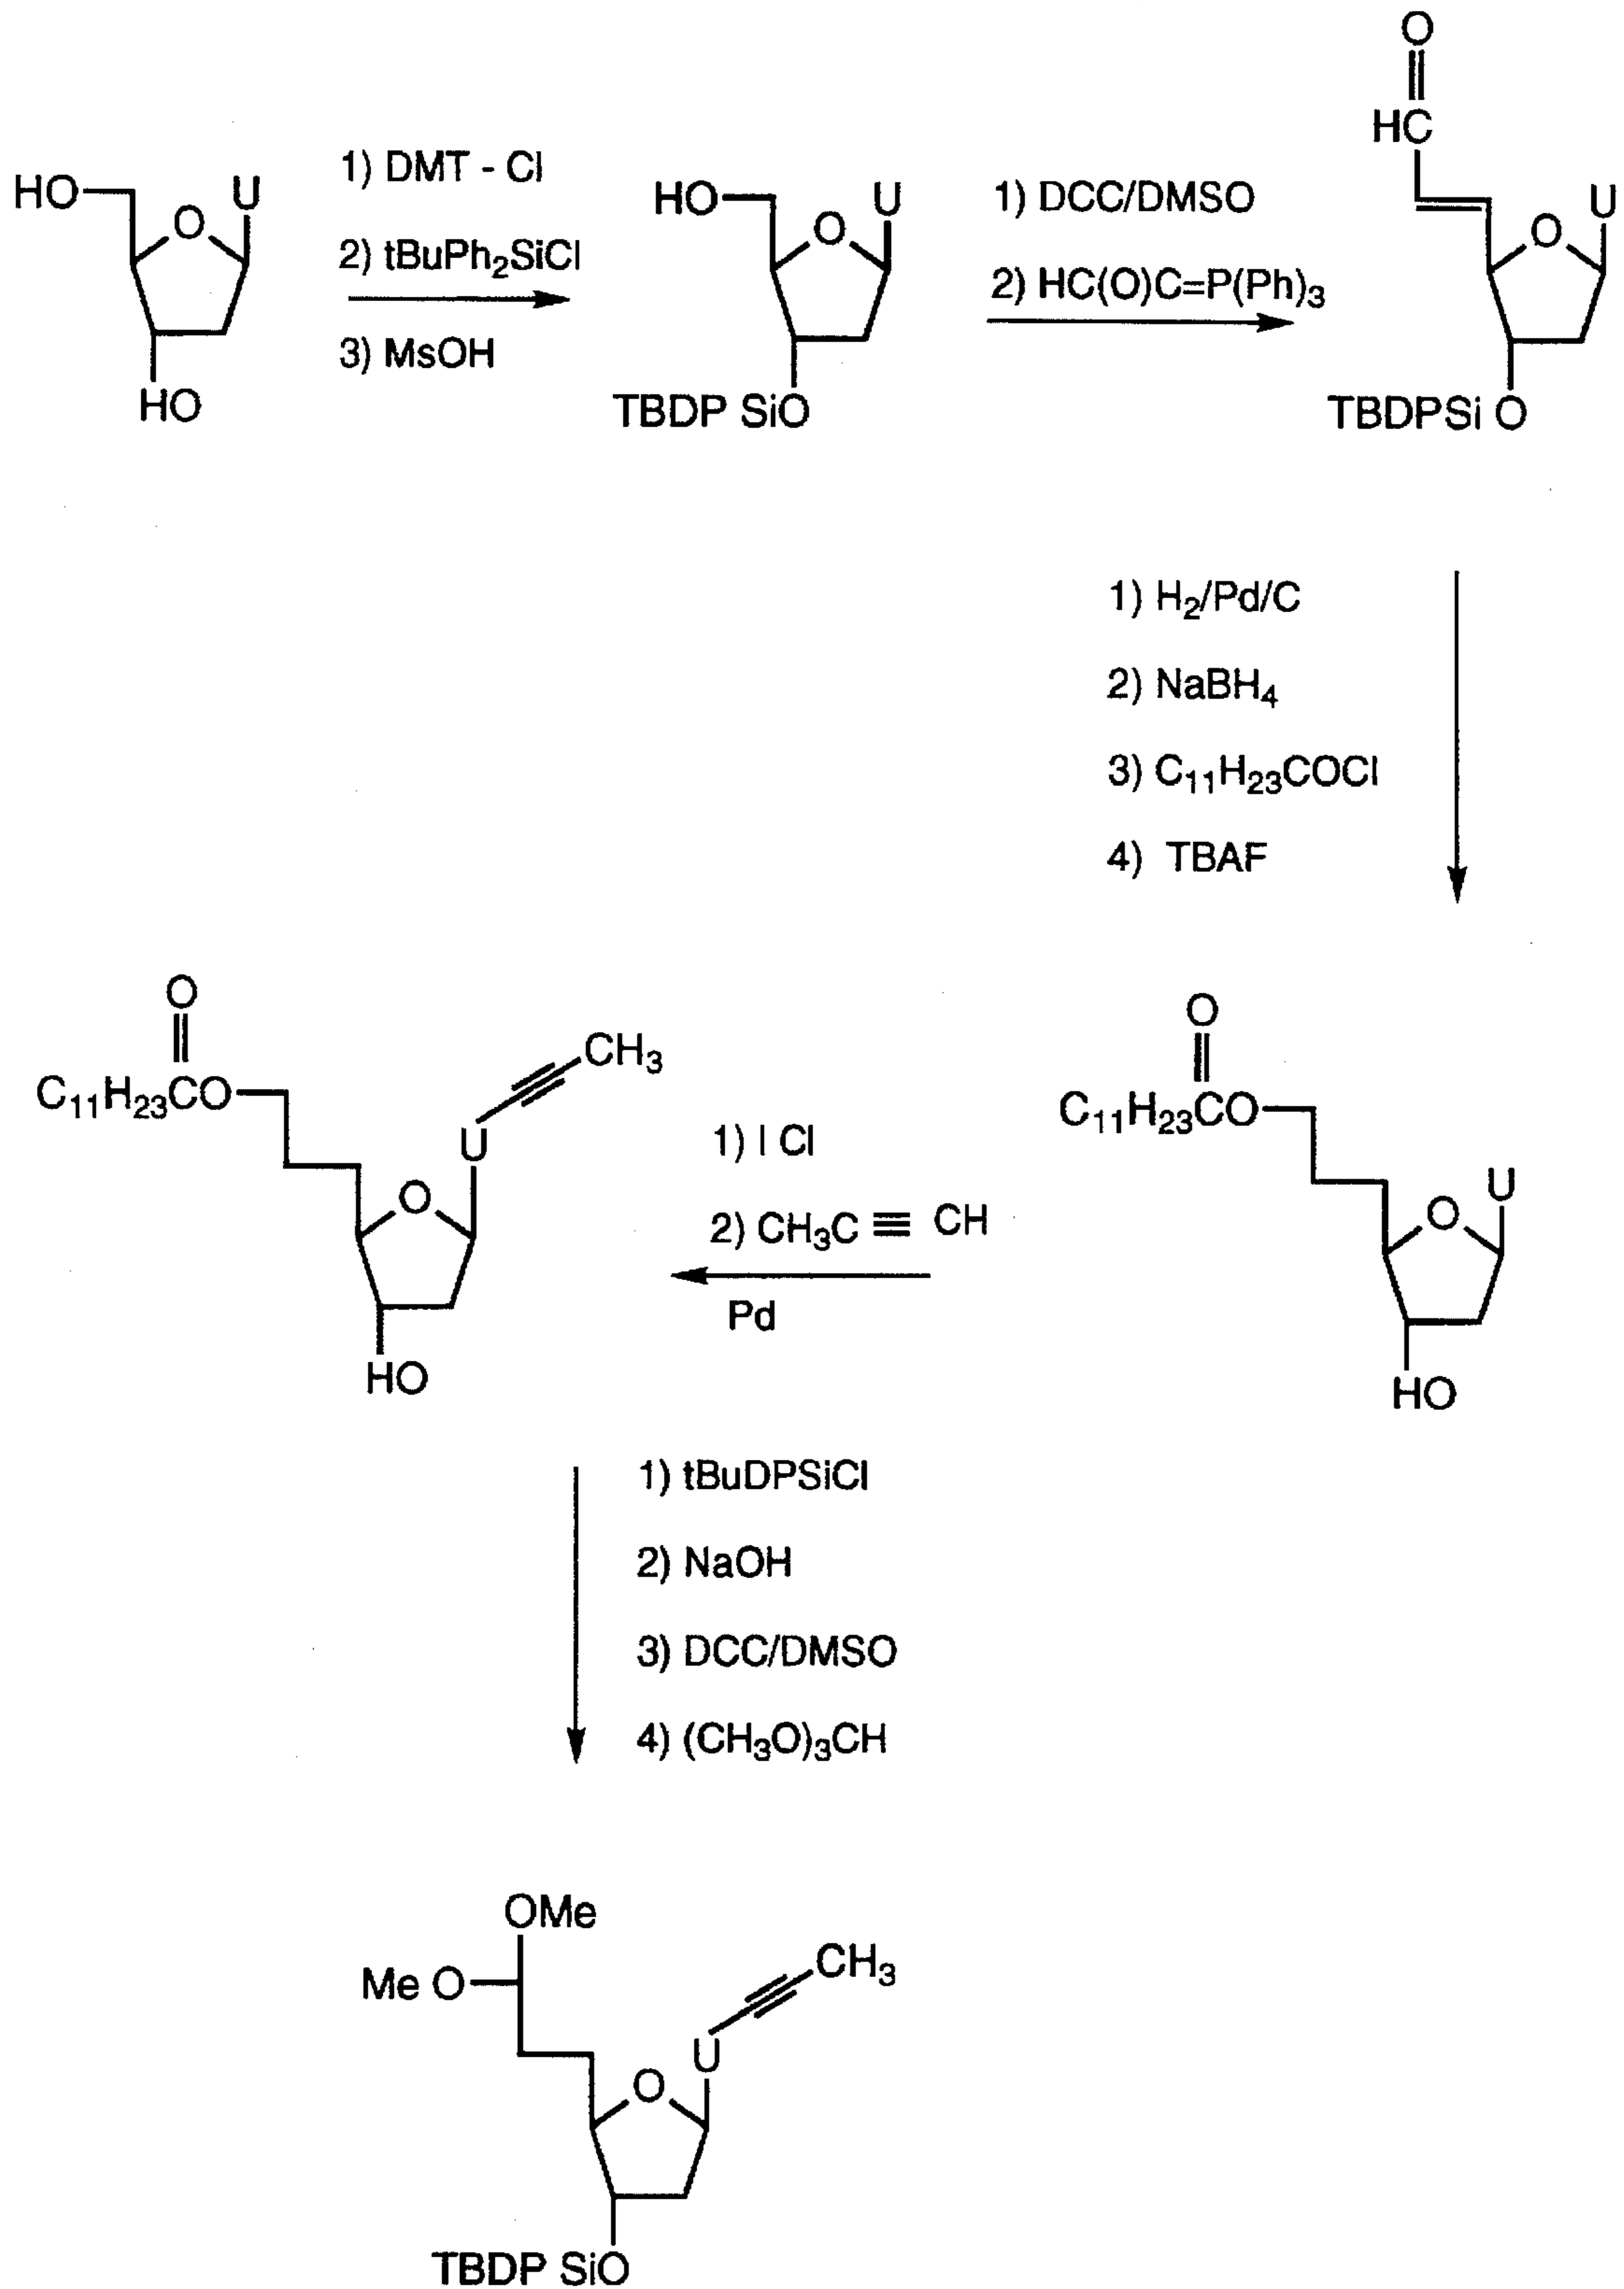 HO
O
U
HO
1) DMT - Cl
2) tBuPh₂SiCl
3) MsOH
HO
O
U
TBDP SiO
1) DCC/DMSO
2) HC(O)C=P(Ph)₃
O
HC
O
U
TBDPSi O
1) H₂/Pd/C
2) NaBH₄
3) C₁₁H₂₃COCl
4) TBAF
O
C₁₁H₂₃CO
O
U
HO
1) I Cl
2) CH₃C ≡ CH
Pd
O
C₁₁H₂₃CO
CH₃
U
O
HO
1) tBuDPSiCl
2) NaOH
3) DCC/DMSO
4) (CH₃O)₃CH
OMe
Me O
CH₃
U
O
TBDP SiO